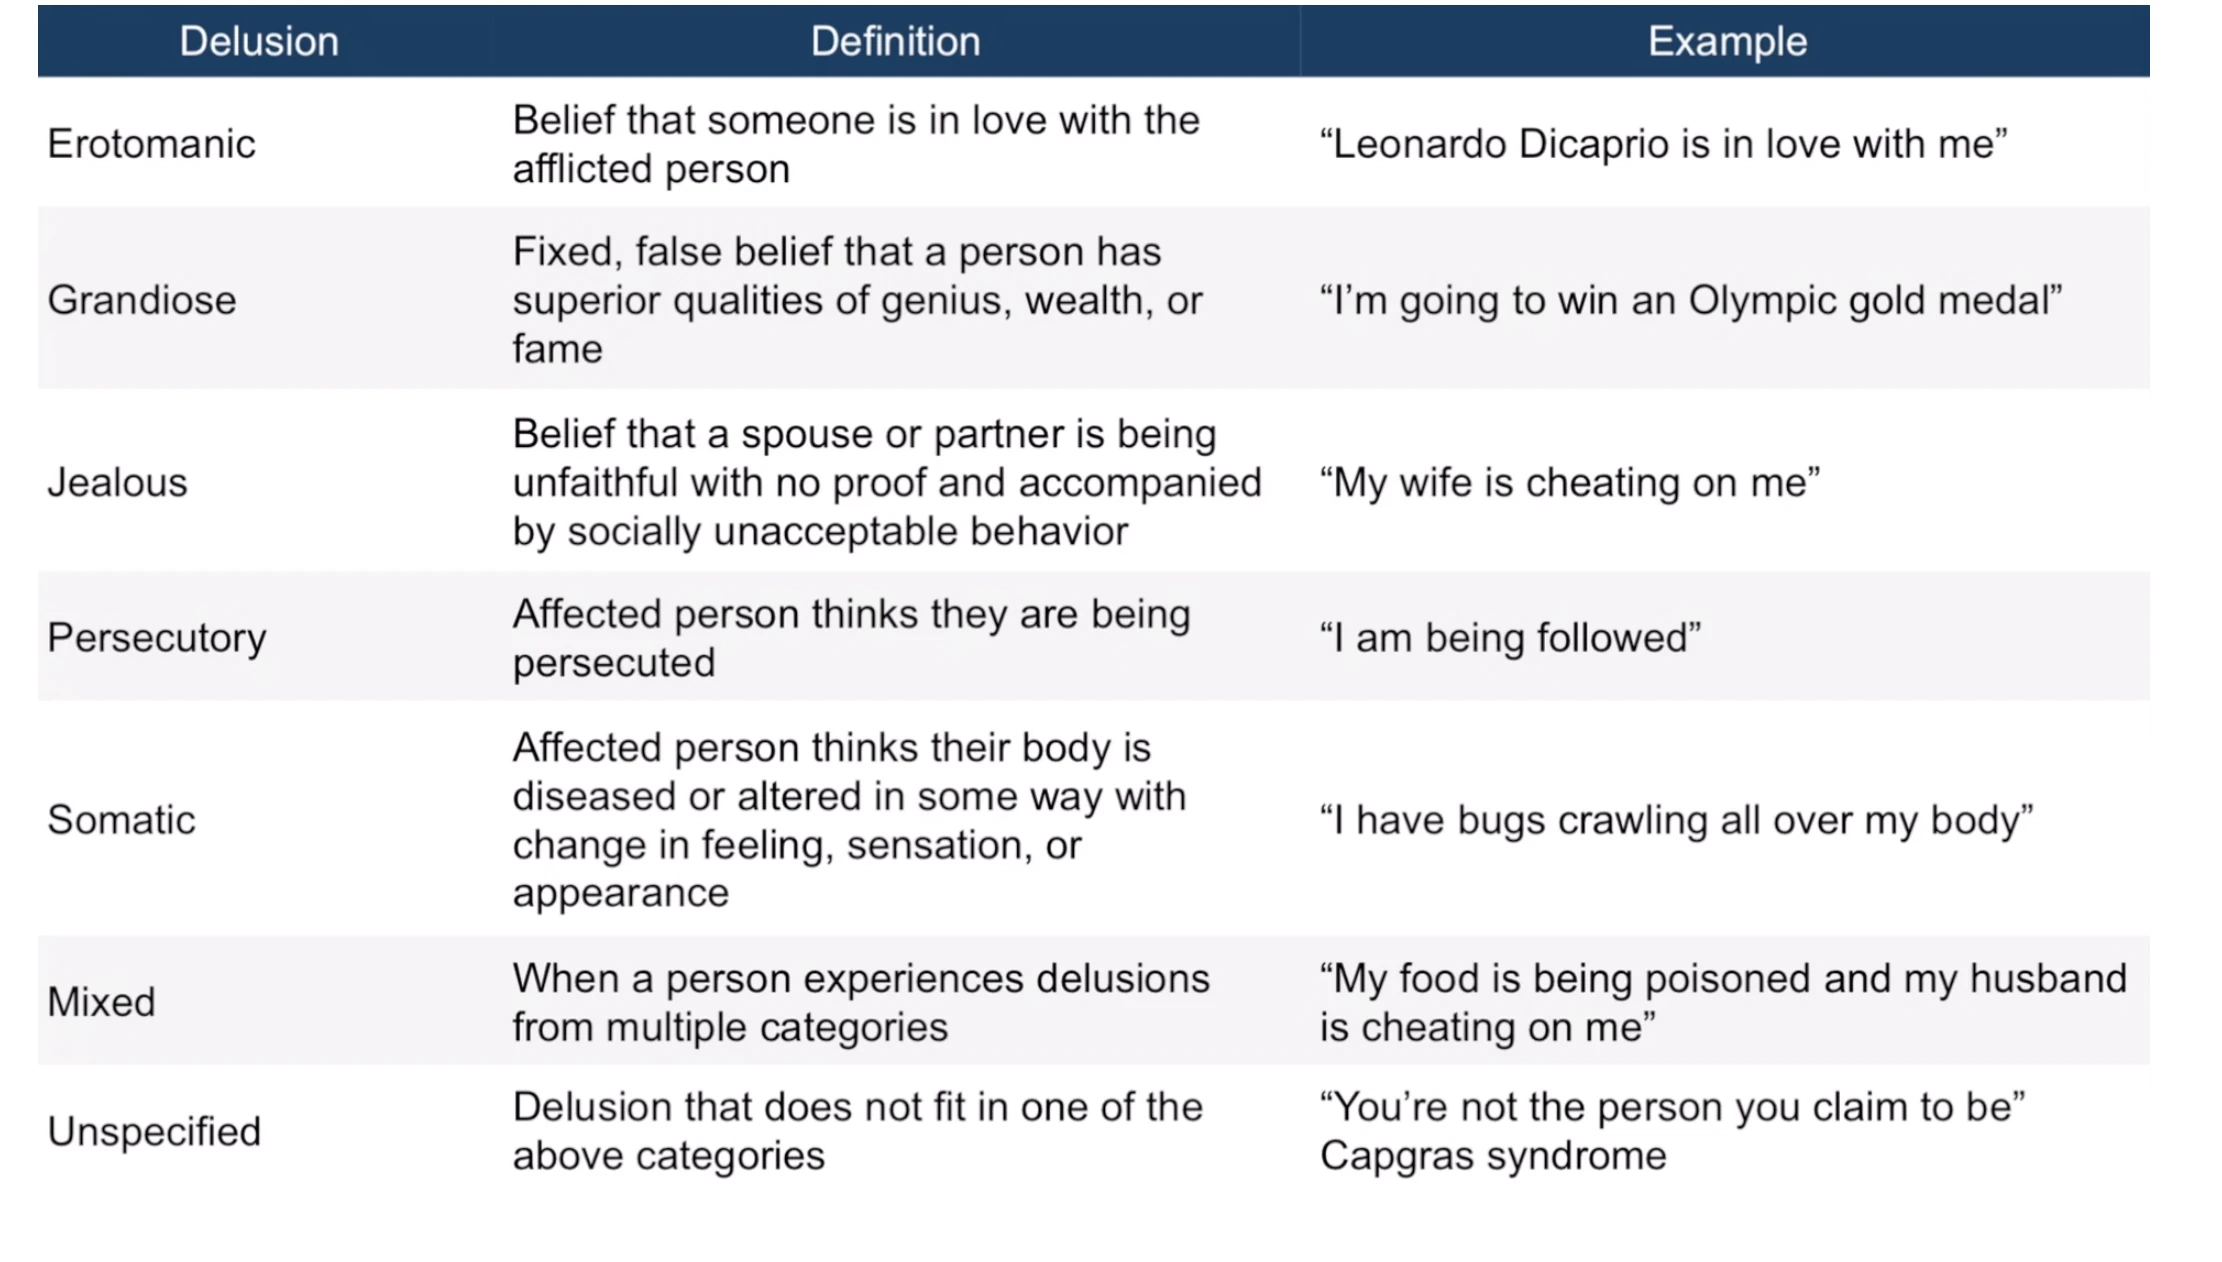 Delusion Definition Example
Erotomanic
Belief that someone is in love with the
afflicted person
“Leonardo Dicaprio is in love with me”
Grandiose
Fixed, false belief that a person has
superior qualities of genius, wealth, or
fame
“I’m going to win an Olympic gold medal”
Jealous
Belief that a spouse or partner is being
unfaithful with no proof and accompanied
by socially unacceptable behavior
“My wife is cheating on me”
Persecutory
Affected person thinks they are being
persecuted
“I am being followed”
Somatic
Affected person thinks their body is
diseased or altered in some way with
change in feeling, sensation, or
appearance
“I have bugs crawling all over my body”
Mixed
When a person experiences delusions
from multiple categories
“My food is being poisoned and my husband
is cheating on me”
Unspecified
Delusion that does not fit in one of the
above categories
“You’re not the person you claim to be”
Capgras syndrome